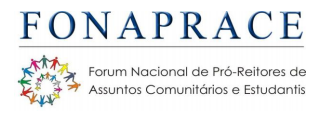 FONAPRACE
Forum Nacional de Pró-Reitores de
Assuntos Comunitários e Estudantis